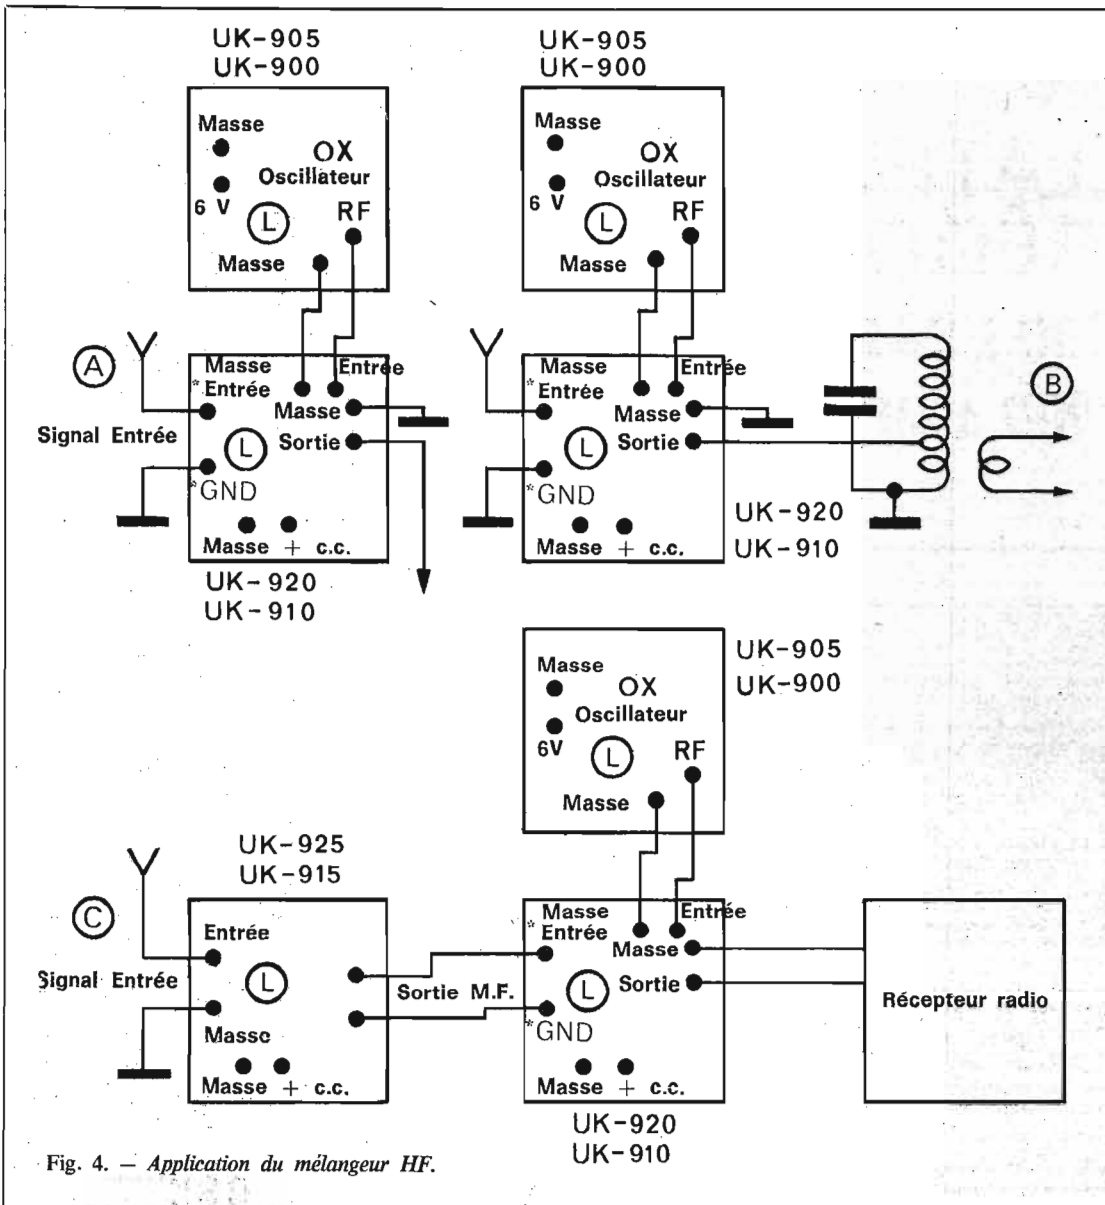 UK-905
UK-900
Masse
OX
Oscillateur
6 V
L
RF
Masse
A
Masse
Entrée
*Entrée
Masse
Signal Entrée
Sortie
L
*GND
Masse + c.c.
UK-920
UK-910
UK-905
UK-900
Masse
OX
Oscillateur
6 V
L
RF
Masse
Masse
Entrée
*Entrée
Masse
Sortie
L
*GND
Masse + c.c.
UK-920
UK-910
B
UK-905
UK-900
Masse
OX
Oscillateur
6V
L
RF
Masse
UK-925
UK-915
C
Entrée
Signal Entrée
L
Masse
Masse + c.c.
Sortie M.F.
Masse
Entrée
*Entrée
Masse
Sortie
L
*GND
Masse + c.c.
UK-920
UK-910
Récepteur radio
Fig. 4. — Application du mélangeur HF.